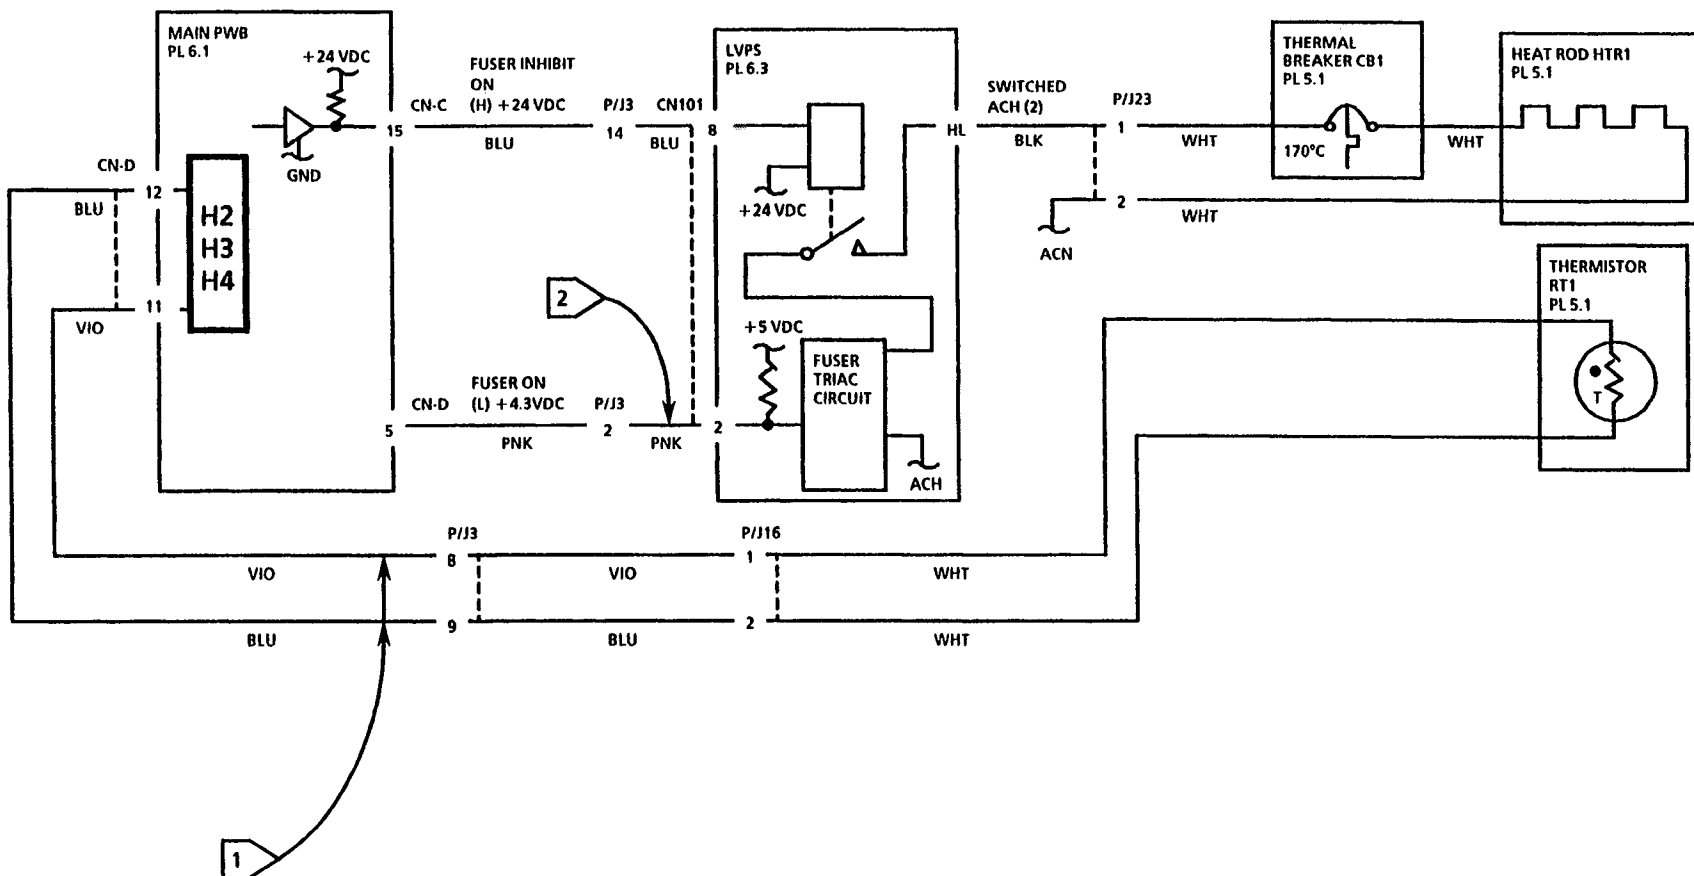 MAIN PWB
PL 6.1
+24 VDC
GND
CN-D
12
BLU
11
VIO
H2
H3
H4
15
CN-C
FUSER INHIBIT
ON
(H) +24 VDC
BLU
P/J3
14
BLU
CN101
8
5
CN-D
FUSER ON
(L) +4.3VDC
PNK
P/J3
2
PNK
2
2
LVPS
PL 6.3
+24 VDC
+5 VDC
FUSER
TRIAC
CIRCUIT
ACH
HL
SWITCHED
ACH (2)
BLK
P/J23
1
WHT
2
WHT
ACN
THERMAL
BREAKER CB1
PL 5.1
170°C
WHT
HEAT ROD HTR1
PL 5.1
THERMISTOR
RT1
PL 5.1
T
P/J3
P/J16
VIO
8
VIO
1
WHT
BLU
9
BLU
2
WHT
1